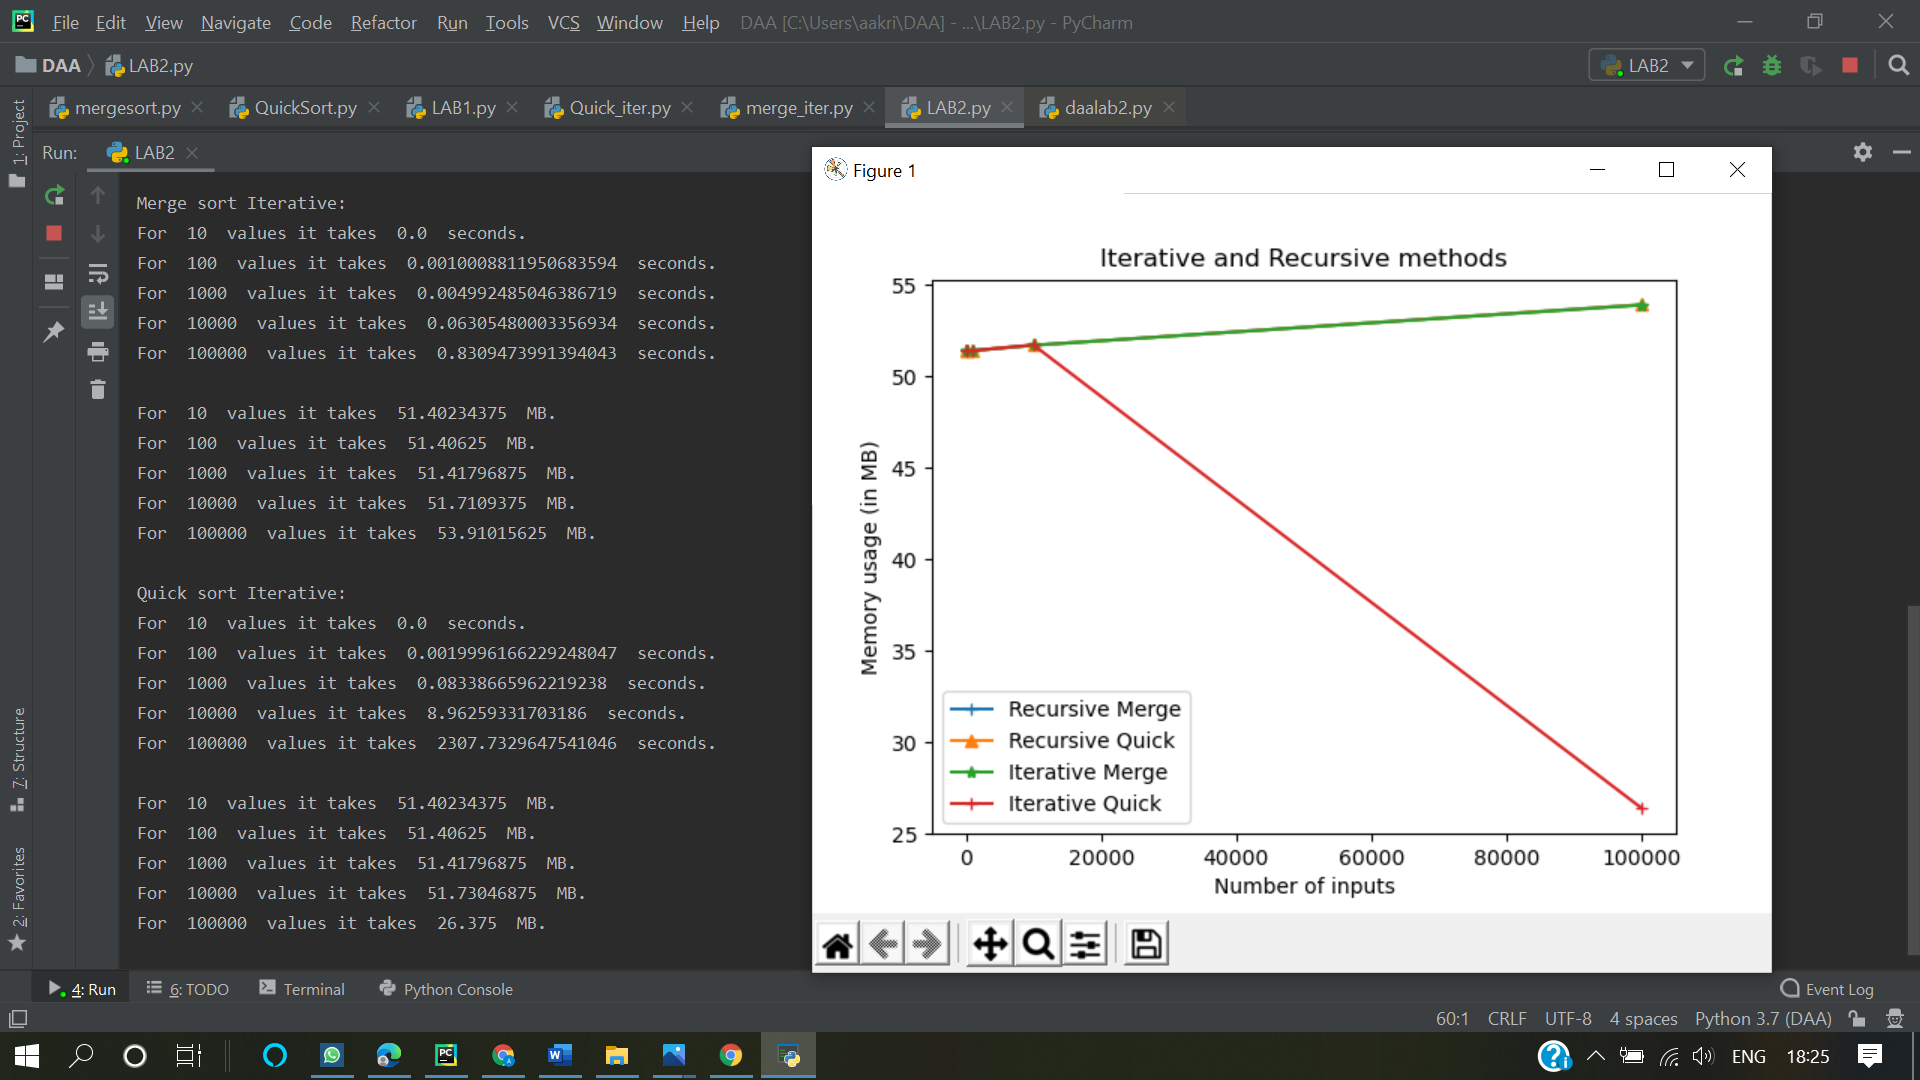 File Edit View Navigate Code Refactor Run Tools VCS Window Help DAA [C:\Users\aakri\DAA] - ...\LAB2.py - PyCharm
DAA LAB2.py LAB2
mergesort.py QuickSort.py LAB1.py Quick_iter.py merge_iter.py LAB2.py daalab2.py
1: Project
Run: LAB2
Merge sort Iterative:
For 10 values it takes 0.0 seconds.
For 100 values it takes 0.0010008811950683594 seconds.
For 1000 values it takes 0.004992485046386719 seconds.
For 10000 values it takes 0.06305480003356934 seconds.
For 100000 values it takes 0.8309473991394043 seconds.
For 10 values it takes 51.40234375 MB.
For 100 values it takes 51.40625 MB.
For 1000 values it takes 51.41796875 MB.
For 10000 values it takes 51.7109375 MB.
For 100000 values it takes 53.91015625 MB.
Quick sort Iterative:
For 10 values it takes 0.0 seconds.
For 100 values it takes 0.0019996166229248047 seconds.
For 1000 values it takes 0.08338665962219238 seconds.
For 10000 values it takes 8.96259331703186 seconds.
For 100000 values it takes 2307.7329647541046 seconds.
For 10 values it takes 51.40234375 MB.
For 100 values it takes 51.40625 MB.
For 1000 values it takes 51.41796875 MB.
For 10000 values it takes 51.73046875 MB.
For 100000 values it takes 26.375 MB.
Figure 1
Iterative and Recursive methods
55
50
45
40
35
30
25
Memory usage (in MB)
Recursive Merge
Recursive Quick
Iterative Merge
Iterative Quick
0 20000 40000 60000 80000 100000
Number of inputs
7: Structure
2: Favorites
4: Run 6: TODO Terminal Python Console Event Log
60:1 CRLF UTF-8 4 spaces Python 3.7 (DAA)
ENG 18:25